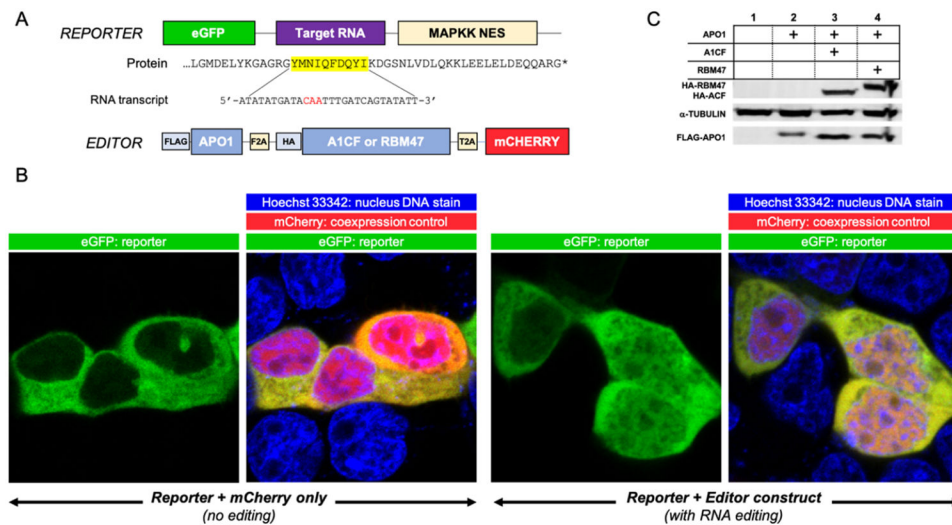 A
REPORTER
eGFP
Target RNA
MAPKK NES
Protein
…LGMDELYKGAGRGYMNIQFDQYIKDGSNLVDLQKKLEELELDEQQARG*
RNA transcript
5'-ATATATGATACAATTTGATCAGTATATT-3'
EDITOR
FLAG
APO1
F2A
HA
A1CF or RBM47
T2A
mCHERRY
C
1 2 3 4
APO1 + + +
A1CF +
RBM47 +
HA-RBM47
HA-ACF
α-TUBULIN
FLAG-APO1
B
Hoechst 33342: nucleus DNA stain
mCherry: coexpression control
eGFP: reporter
eGFP: reporter
Hoechst 33342: nucleus DNA stain
mCherry: coexpression control
eGFP: reporter
eGFP: reporter
Reporter + mCherry only
(no editing)
Reporter + Editor construct
(with RNA editing)